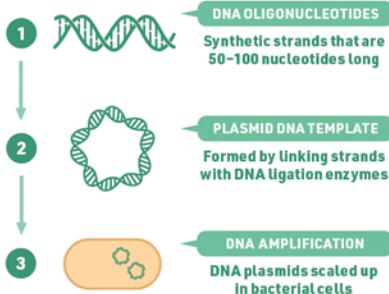 1
DNA OLIGONUCLEOTIDES
Synthetic strands that are
50–100 nucleotides long
2
PLASMID DNA TEMPLATE
Formed by linking strands
with DNA ligation enzymes
3
DNA AMPLIFICATION
DNA plasmids scaled up
in bacterial cells